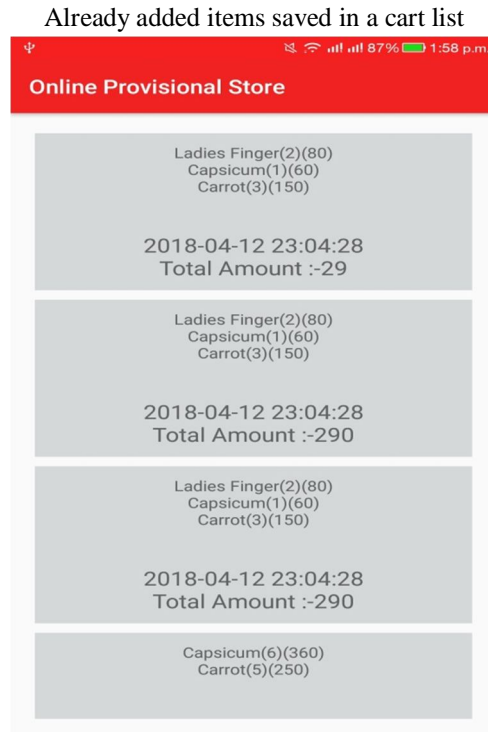 Already added items saved in a cart list
87% 1:58 p.m.
Online Provisional Store
Ladies Finger(2)(80)
Capsicum(1)(60)
Carrot(3)(150)
2018-04-12 23:04:28
Total Amount :-29
Ladies Finger(2)(80)
Capsicum(1)(60)
Carrot(3)(150)
2018-04-12 23:04:28
Total Amount :-290
Ladies Finger(2)(80)
Capsicum(1)(60)
Carrot(3)(150)
2018-04-12 23:04:28
Total Amount :-290
Capsicum(6)(360)
Carrot(5)(250)